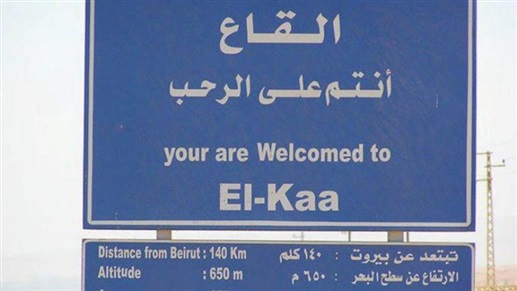 القاع
أنتم على الرحب
your are Welcomed to
El-Kaa
Distance from Beirut : 140 Km تبتعد عن بيروت : ١٤٠ كلم
Altitude : 650 m الارتفاع عن سطح البحر : ٦٥٠ م